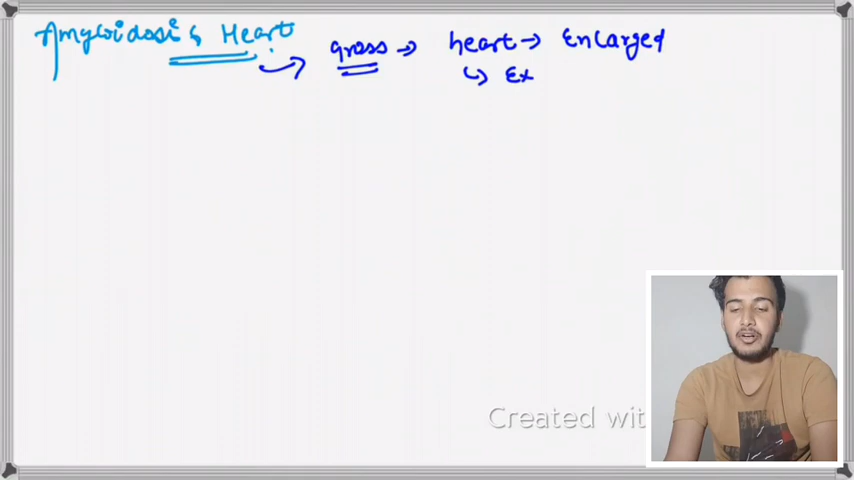 Amyloidosis Heart
gross → heart → Enlarged
↳ Ex
Created wit